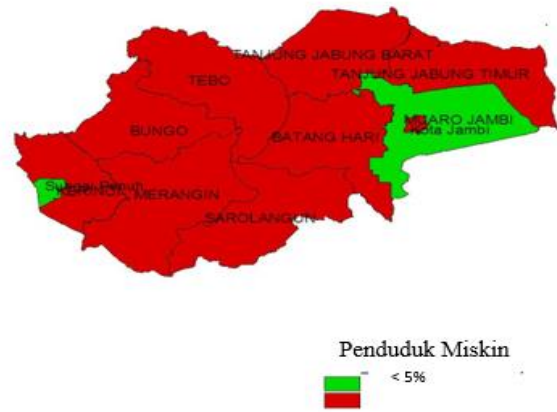 TANJUNG JABUNG BARAT
TEBO
TANJUNG JABUNG TIMUR
BUNGO
MUARO JAMBI
BATANG HARI
Kota Jambi
Sungai Penuh
KERINCI
MERANGIN
SAROLANGUN
Penduduk Miskin
< 5%